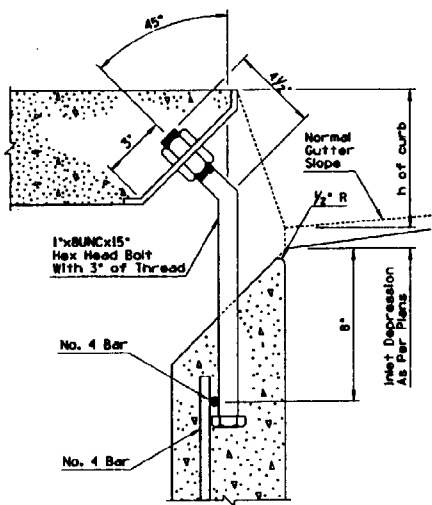 45°
4½"
3"
Normal
Gutter
Slope
h of curb
½" R
1"x8UNCx15"
Hex Head Bolt
With 3" of Thread
8"
Inlet Depression
As Per Plans
No. 4 Bar
No. 4 Bar